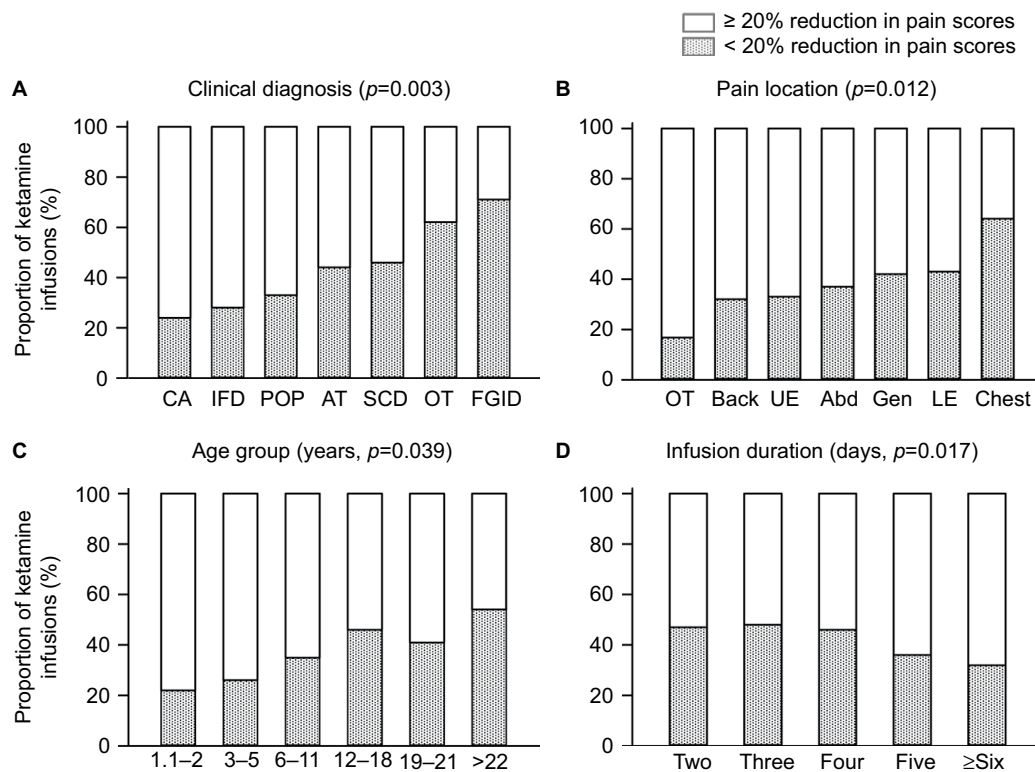 ≥ 20% reduction in pain scores
< 20% reduction in pain scores
A
Clinical diagnosis (p=0.003)
Proportion of ketamine
infusions (%)
100
80
60
40
20
0
CA IFD POP AT SCD OT FGID
B
Pain location (p=0.012)
100
80
60
40
20
0
OT Back UE Abd Gen LE Chest
C
Age group (years, p=0.039)
Proportion of ketamine
infusions (%)
100
80
60
40
20
0
1.1–2 3–5 6–11 12–18 19–21 >22
D
Infusion duration (days, p=0.017)
100
80
60
40
20
0
Two Three Four Five ≥Six